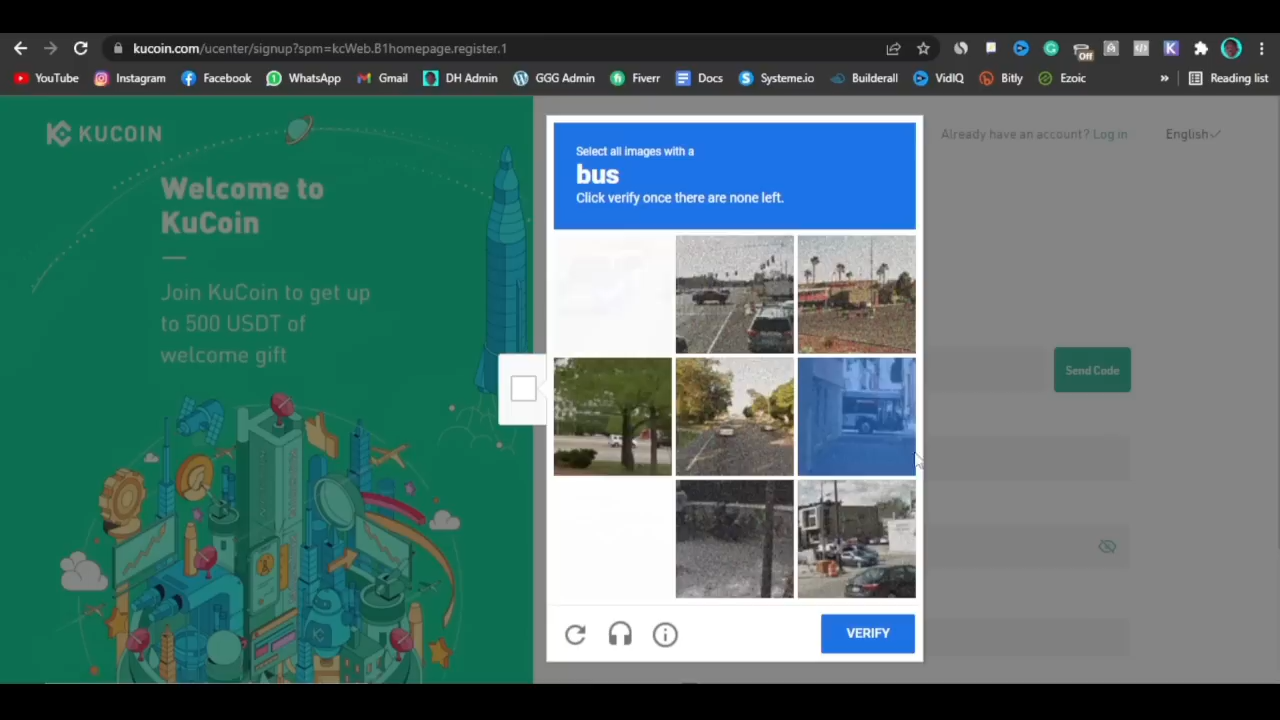 kucoin.com/ucenter/signup?spm=kcWeb.B1homepage.register.1
Off
YouTube Instagram Facebook WhatsApp Gmail DH Admin GGG Admin Fiverr Docs Systeme.io Builderall VidIQ Bitly Ezoic » Reading list
KUCOIN
Already have an account? Log in English
Welcome to
KuCoin
Join KuCoin to get up
to 500 USDT of
welcome gift
Select all images with a
bus
Click verify once there are none left.
Send Code
VERIFY